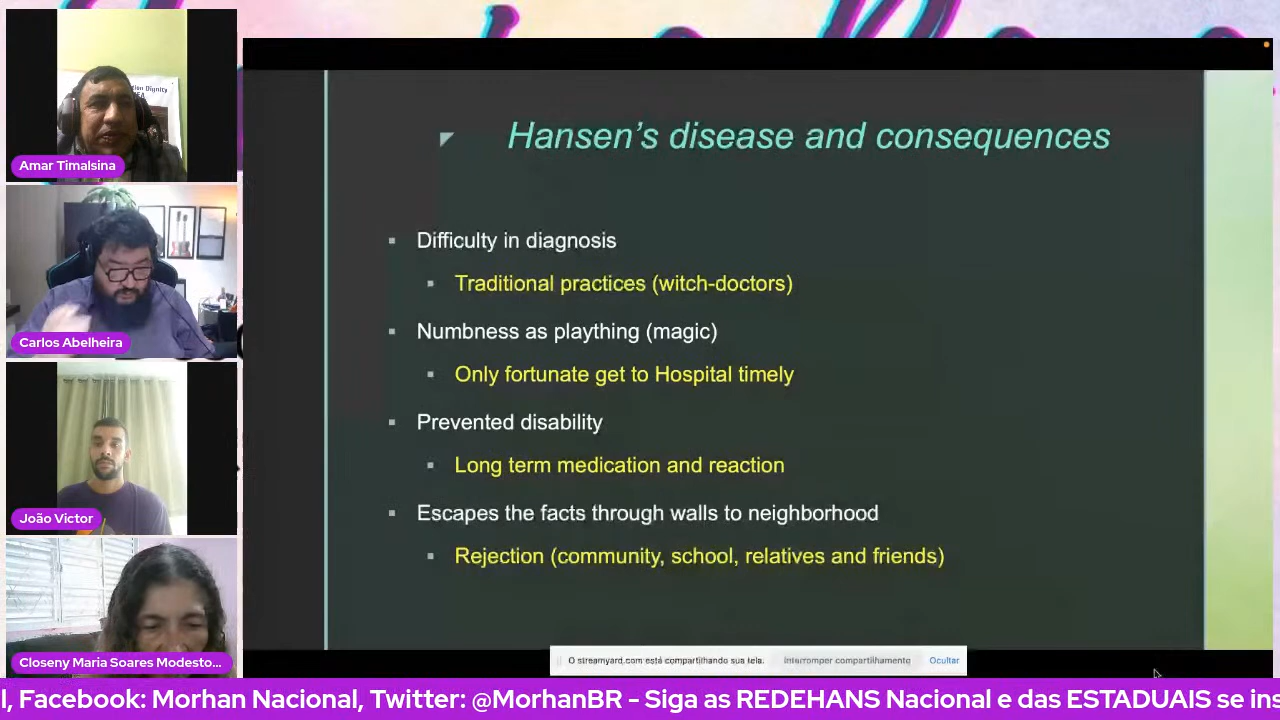 Amar Timalsina
Carlos Abelheira
João Victor
Closeny Maria Soares Modesto...
Hansen's disease and consequences
Difficulty in diagnosis
Traditional practices (witch-doctors)
Numbness as plaything (magic)
Only fortunate get to Hospital timely
Prevented disability
Long term medication and reaction
Escapes the facts through walls to neighborhood
Rejection (community, school, relatives and friends)
O streamyard.com está compartilhando sua tela. Interromper compartilhamento Ocultar
l, Facebook: Morhan Nacional, Twitter: @MorhanBR - Siga as REDEHANS Nacional e das ESTADUAIS se ins